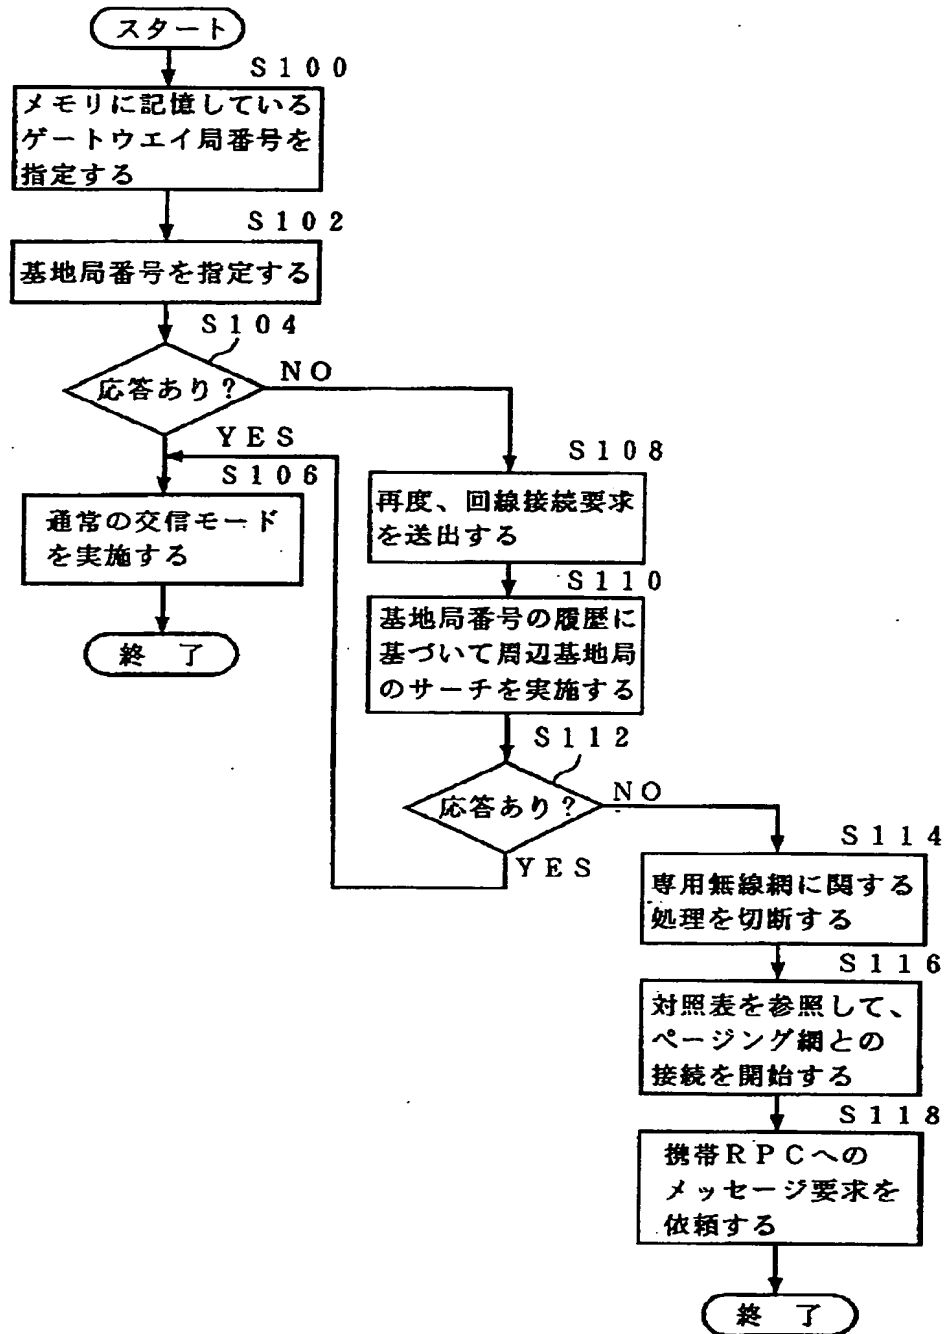 スタート
S100
メモリに記憶している
ゲートウエイ局番号を
指定する
S102
基地局番号を指定する
S104
応答あり?
NO
YES
S106
通常の交信モード
を実施する
終 了
S108
再度、回線接続要求
を送出する
S110
基地局番号の履歴に
基づいて周辺基地局
のサーチを実施する
S112
応答あり?
NO
YES
S114
専用無線網に関する
処理を切断する
S116
対照表を参照して、
ページング網との
接続を開始する
S118
携帯RPCへの
メッセージ要求を
依頼する
終 了